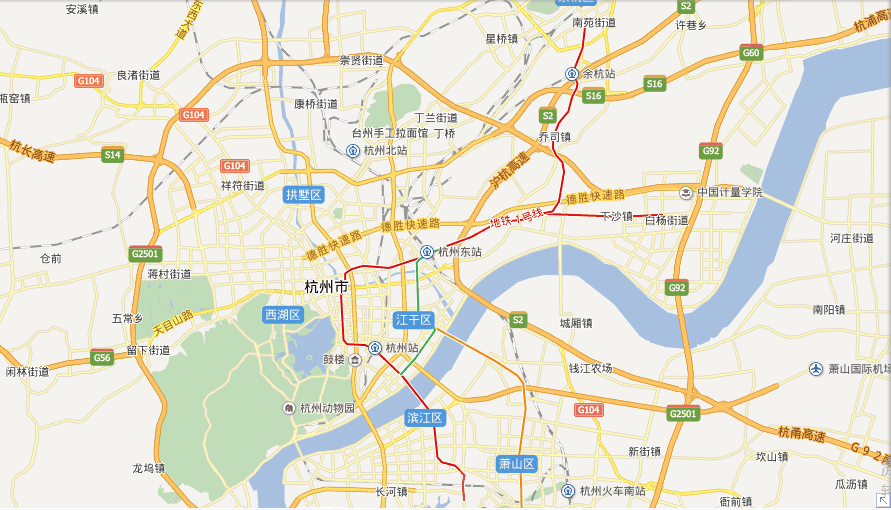 安溪镇
东西大道
星桥镇
南苑街道
S2
许巷乡
杭浦高
G60
崇贤街道
良渚街道
G104
余杭站
S16
S16
瓶窑镇
康桥街道
G104
丁兰街道
S2
台州手工拉面馆 丁桥
乔司镇
杭州北站
杭长高速
S14
G104
沪杭高速
G92
祥符街道
拱墅区
德胜快速路
中国计量学院
地铁1号线
下沙镇
白杨街道
德胜快速路
德胜快速路
河庄街道
仓前
G2501
杭州东站
蒋村街道
杭州市
G92
五常乡
天目山路
西湖区
江干区
S2
城厢镇
南阳镇
留下街道
G56
鼓楼
杭州站
闲林街道
钱江农场
萧山国际机场
杭州动物园
滨江区
G104
G2501
杭甬高速
G92
龙坞镇
萧山区
新街镇
坎山镇
长河镇
杭州火车南站
瓜沥镇
衙前镇